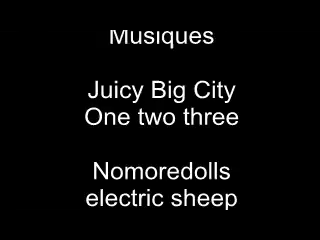 Musiques
Juicy Big City
One two three
Nomoredolls
electric sheep